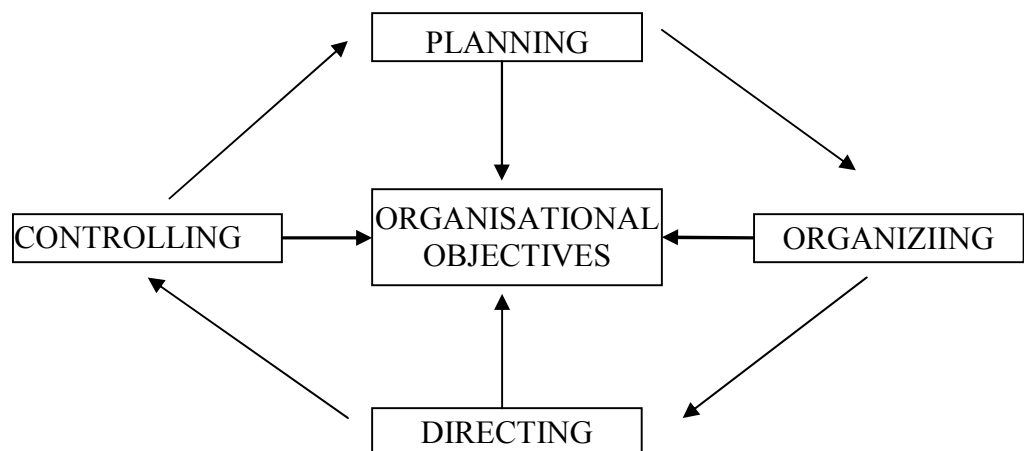 PLANNING
ORGANISATIONAL
OBJECTIVES
CONTROLLING
ORGANIZIING
DIRECTING